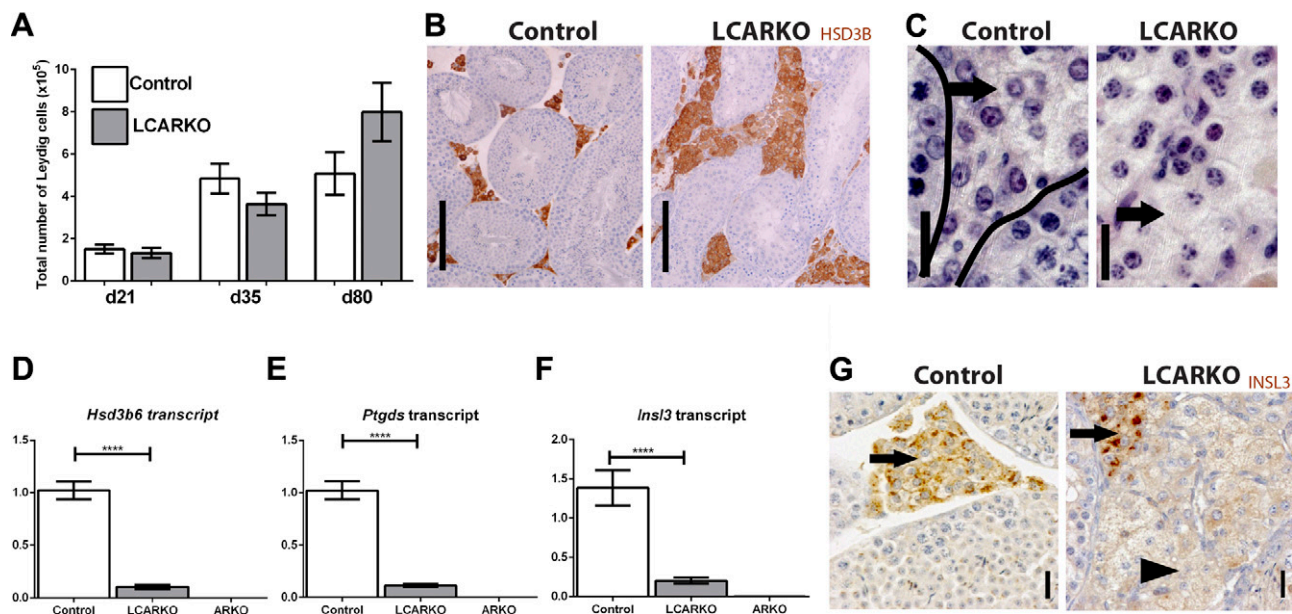 A
Total number of Leydig cells (x10⁵)
10
8
6
4
2
0
Control
LCARKO
d21
d35
d80
B
Control
LCARKO HSD3B
C
Control
LCARKO
D
Hsd3b6 transcript
****
1.5
1.0
0.5
0.0
Control
LCARKO
ARKO
E
Ptgds transcript
****
1.5
1.0
0.5
0.0
Control
LCARKO
ARKO
F
Insl3 transcript
****
2.0
1.5
1.0
0.5
0.0
Control
LCARKO
ARKO
G
Control
LCARKO INSL3